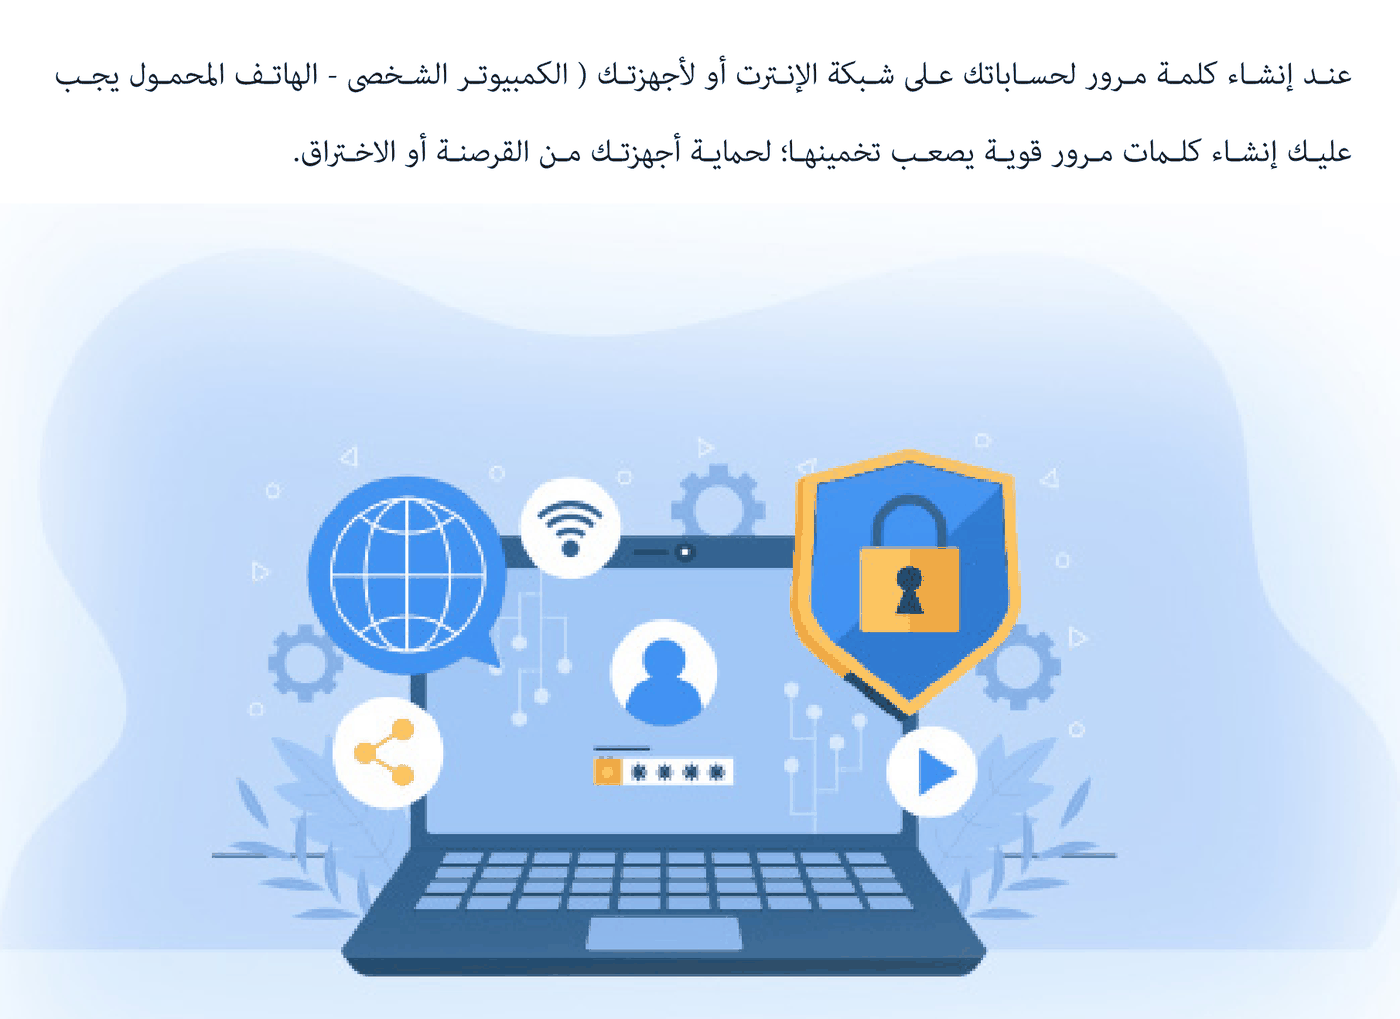 عند إنشاء كلمة مرور لحساباتك على شبكة الإنترت أو لأجهزتك ( الكمبيوتر الشخصى - الهاتف المحمول يجب
عليك إنشاء كلمات مرور قوية يصعب تخمينها؛ لحماية أجهزتك من القرصنة أو الاختراق.